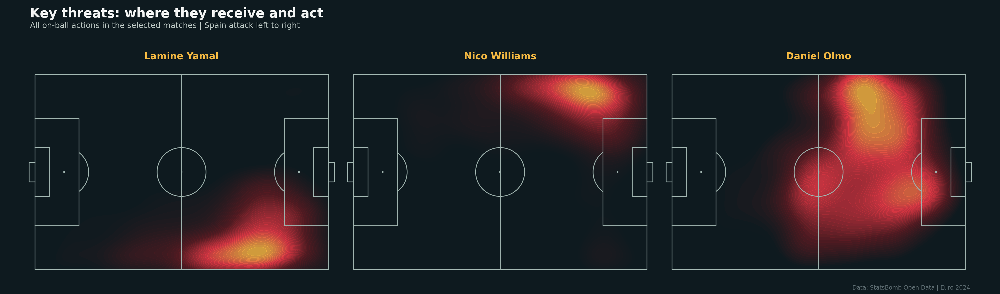 Key threats: where they receive and act
All on-ball actions in the selected matches | Spain attack left to right
Lamine Yamal
Nico Williams
Daniel Olmo
Data: StatsBomb Open Data | Euro 2024